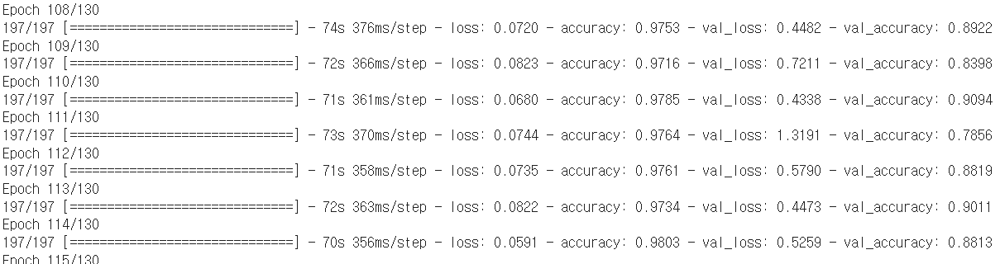 Epoch 108/130
197/197 [==============================] - 74s 376ms/step - loss: 0.0720 - accuracy: 0.9753 - val_loss: 0.4482 - val_accuracy: 0.8922
Epoch 109/130
197/197 [==============================] - 72s 366ms/step - loss: 0.0823 - accuracy: 0.9716 - val_loss: 0.7211 - val_accuracy: 0.8398
Epoch 110/130
197/197 [==============================] - 71s 361ms/step - loss: 0.0680 - accuracy: 0.9785 - val_loss: 0.4338 - val_accuracy: 0.9094
Epoch 111/130
197/197 [==============================] - 73s 370ms/step - loss: 0.0744 - accuracy: 0.9764 - val_loss: 1.3191 - val_accuracy: 0.7856
Epoch 112/130
197/197 [==============================] - 71s 358ms/step - loss: 0.0735 - accuracy: 0.9761 - val_loss: 0.5790 - val_accuracy: 0.8819
Epoch 113/130
197/197 [==============================] - 72s 363ms/step - loss: 0.0822 - accuracy: 0.9734 - val_loss: 0.4473 - val_accuracy: 0.9011
Epoch 114/130
197/197 [==============================] - 70s 356ms/step - loss: 0.0591 - accuracy: 0.9803 - val_loss: 0.5259 - val_accuracy: 0.8813
Epoch 115/130